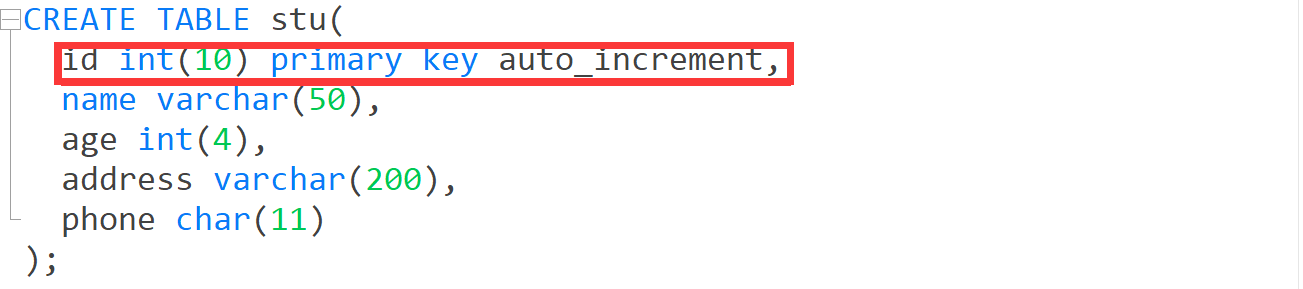 CREATE TABLE stu(
id int(10) primary key auto_increment,
name varchar(50),
age int(4),
address varchar(200),
phone char(11)
);